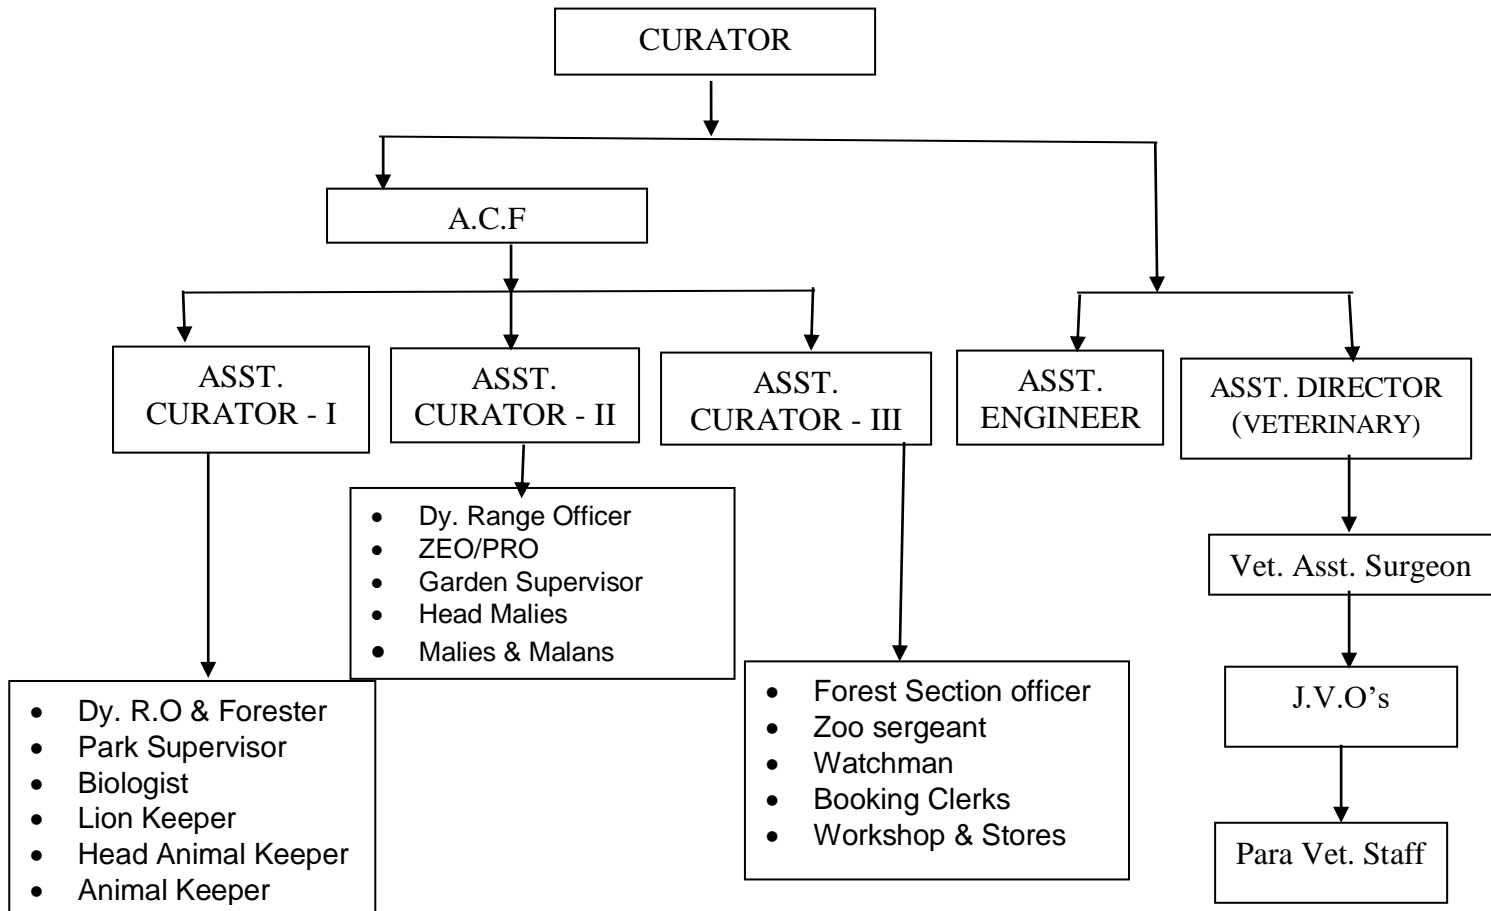 CURATOR
A.C.F
ASST.
CURATOR - I
ASST.
CURATOR - II
ASST.
CURATOR - III
ASST.
ENGINEER
ASST. DIRECTOR
(VETERINARY)
• Dy. Range Officer
• ZEO/PRO
• Garden Supervisor
• Head Malies
• Malies & Malans
Vet. Asst. Surgeon
• Dy. R.O & Forester
• Park Supervisor
• Biologist
• Lion Keeper
• Head Animal Keeper
• Animal Keeper
• Forest Section officer
• Zoo sergeant
• Watchman
• Booking Clerks
• Workshop & Stores
J.V.O’s
Para Vet. Staff